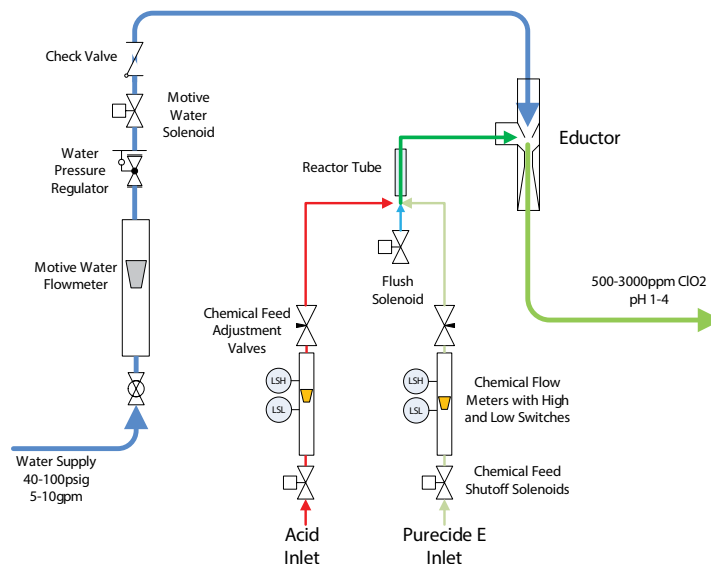 Check Valve
Motive
Water
Solenoid
Water
Pressure
Regulator
Motive Water
Flowmeter
Water Supply
40-100psig
5-10gpm
Reactor Tube
Eductor
Flush
Solenoid
500-3000ppm ClO2
pH 1-4
Chemical Feed
Adjustment
Valves
LSH
LSL
LSH
LSL
Chemical Flow
Meters with High
and Low Switches
Chemical Feed
Shutoff Solenoids
Acid
Inlet
Purecide E
Inlet